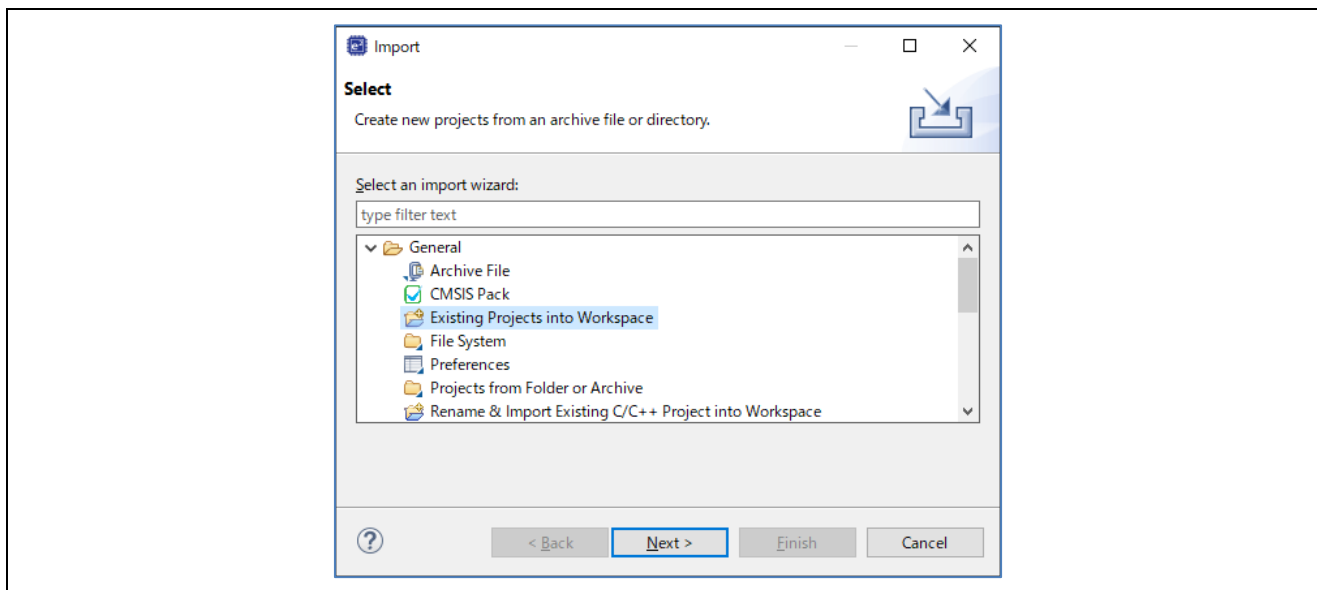 Import
Select
Create new projects from an archive file or directory.
Select an import wizard:
type filter text
General
Archive File
CMSIS Pack
Existing Projects into Workspace
File System
Preferences
Projects from Folder or Archive
Rename & Import Existing C/C++ Project into Workspace
< Back Next > Finish Cancel